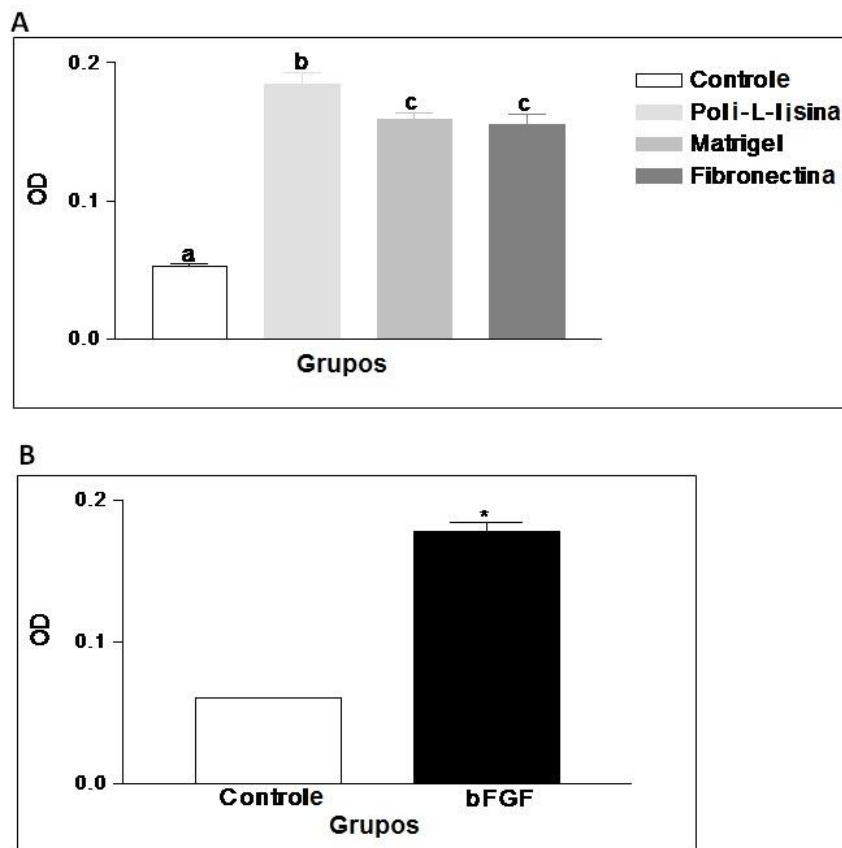 A
0.2
0.1
0.0
OD
a
b
c
c
Grupos
Controle
Poli-L-lisina
Matrigel
Fibronectina
B
0.2
0.1
0.0
OD
*
Controle
bFGF
Grupos